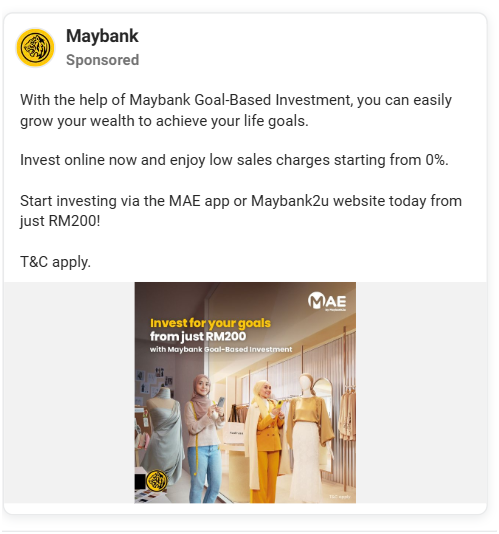 Maybank
Sponsored
With the help of Maybank Goal-Based Investment, you can easily
grow your wealth to achieve your life goals.
Invest online now and enjoy low sales charges starting from 0%.
Start investing via the MAE app or Maybank2u website today from
just RM200!
T&C apply.
MAE
by Maybank2u
Invest for your goals
from just RM200
with Maybank Goal-Based Investment
T&C apply